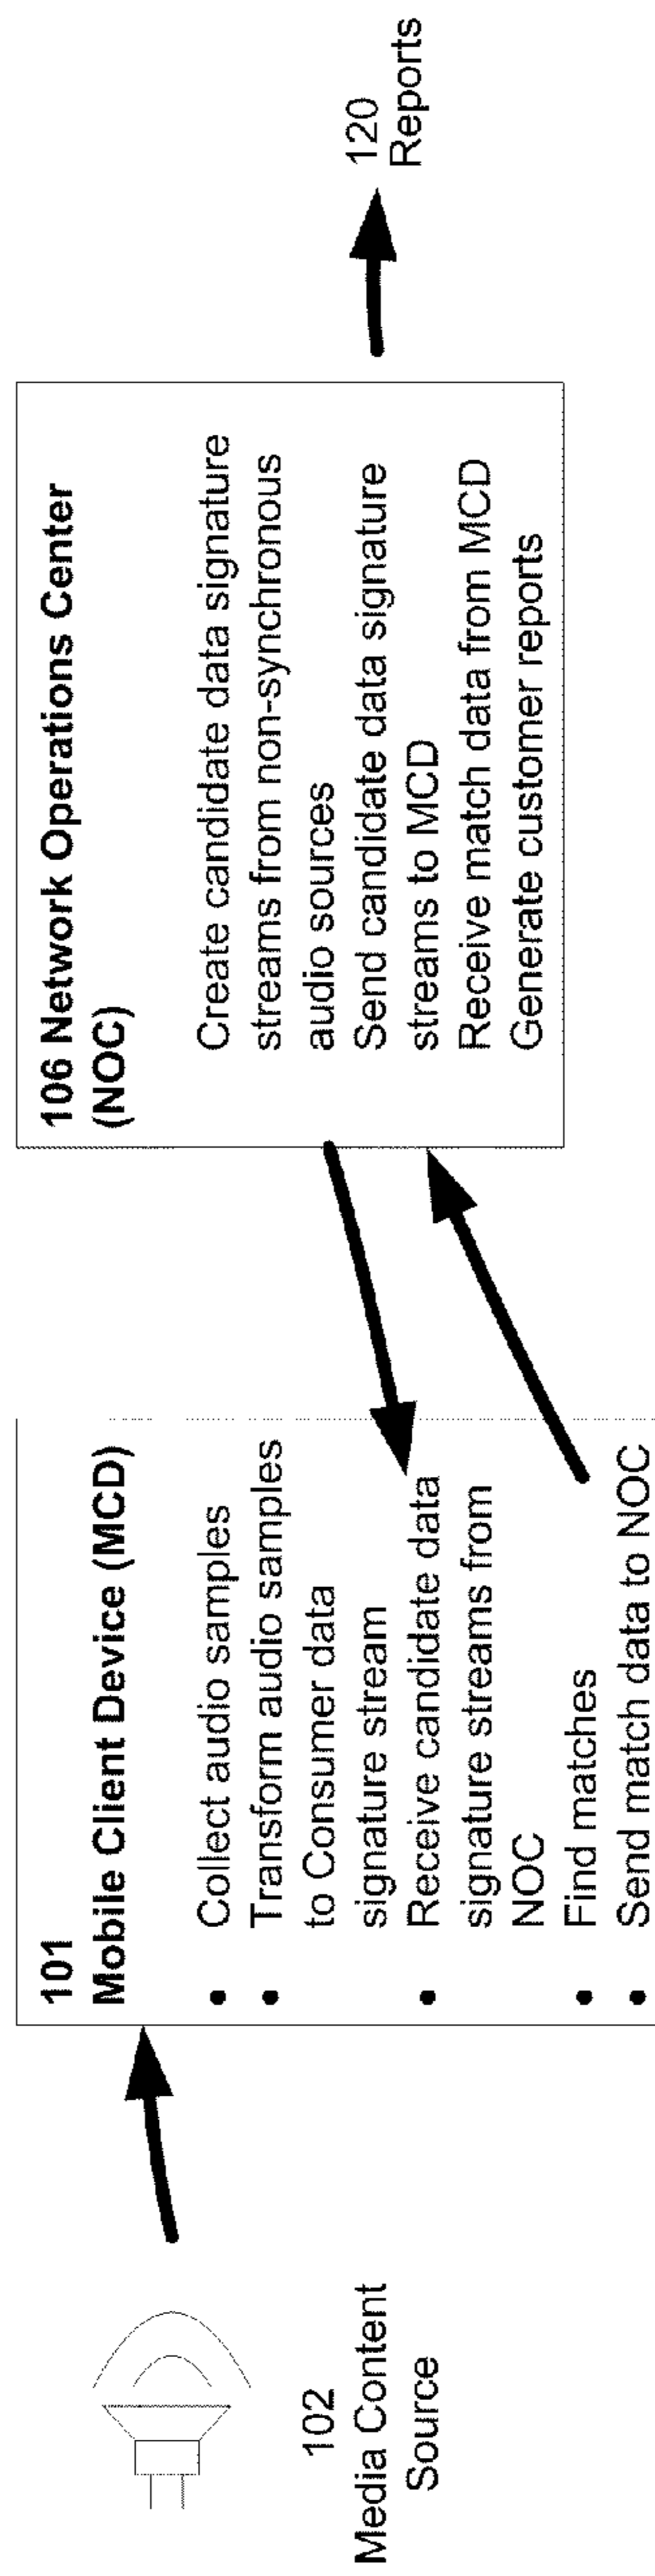 102
Media Content
Source
101
Mobile Client Device (MCD)
• Collect audio samples
• Transform audio samples
to Consumer data
signature stream
• Receive candidate data
signature streams from
NOC
• Find matches
• Send match data to NOC
106 Network Operations Center
(NOC)
Create candidate data signature
streams from non-synchronous
audio sources
Send candidate data signature
streams to MCD
Receive match data from MCD
Generate customer reports
120
Reports